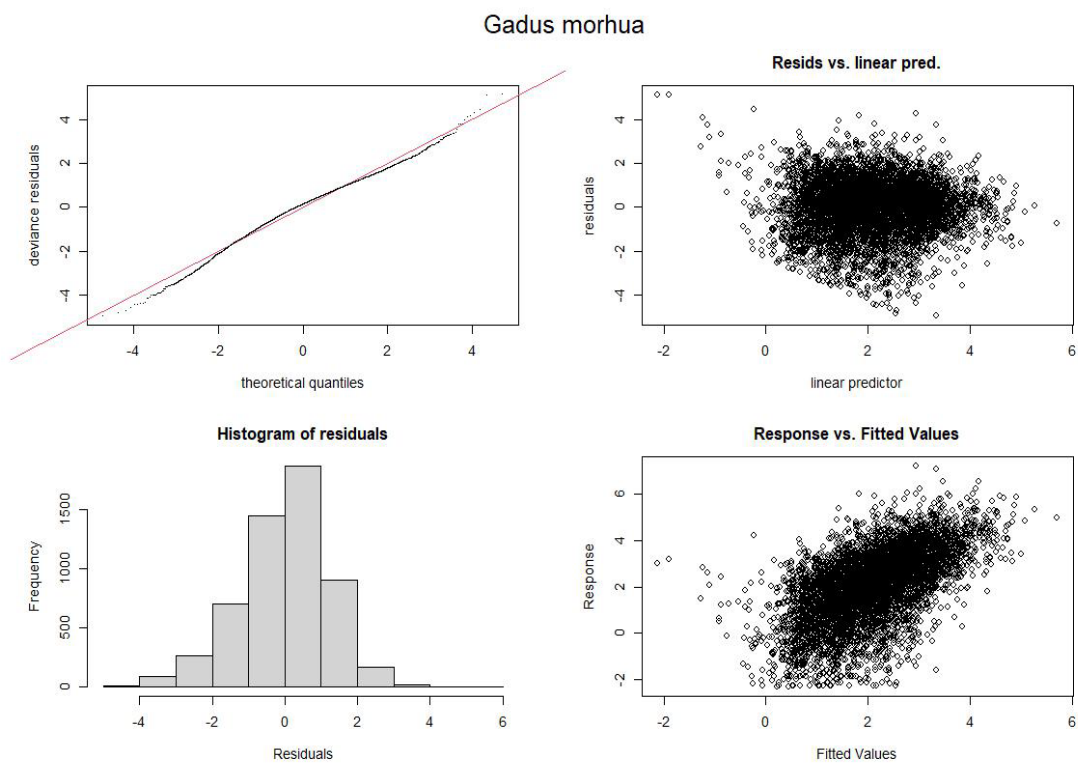 Gadus morhua
deviance residuals
4
2
0
-2
-4
-4 -2 0 2 4
theoretical quantiles
Resids vs. linear pred.
residuals
4
2
0
-2
-4
-2 0 2 4 6
linear predictor
Histogram of residuals
Frequency
1500
1000
500
0
-4 -2 0 2 4 6
Residuals
Response vs. Fitted Values
Response
6
4
2
0
-2
-2 0 2 4 6
Fitted Values